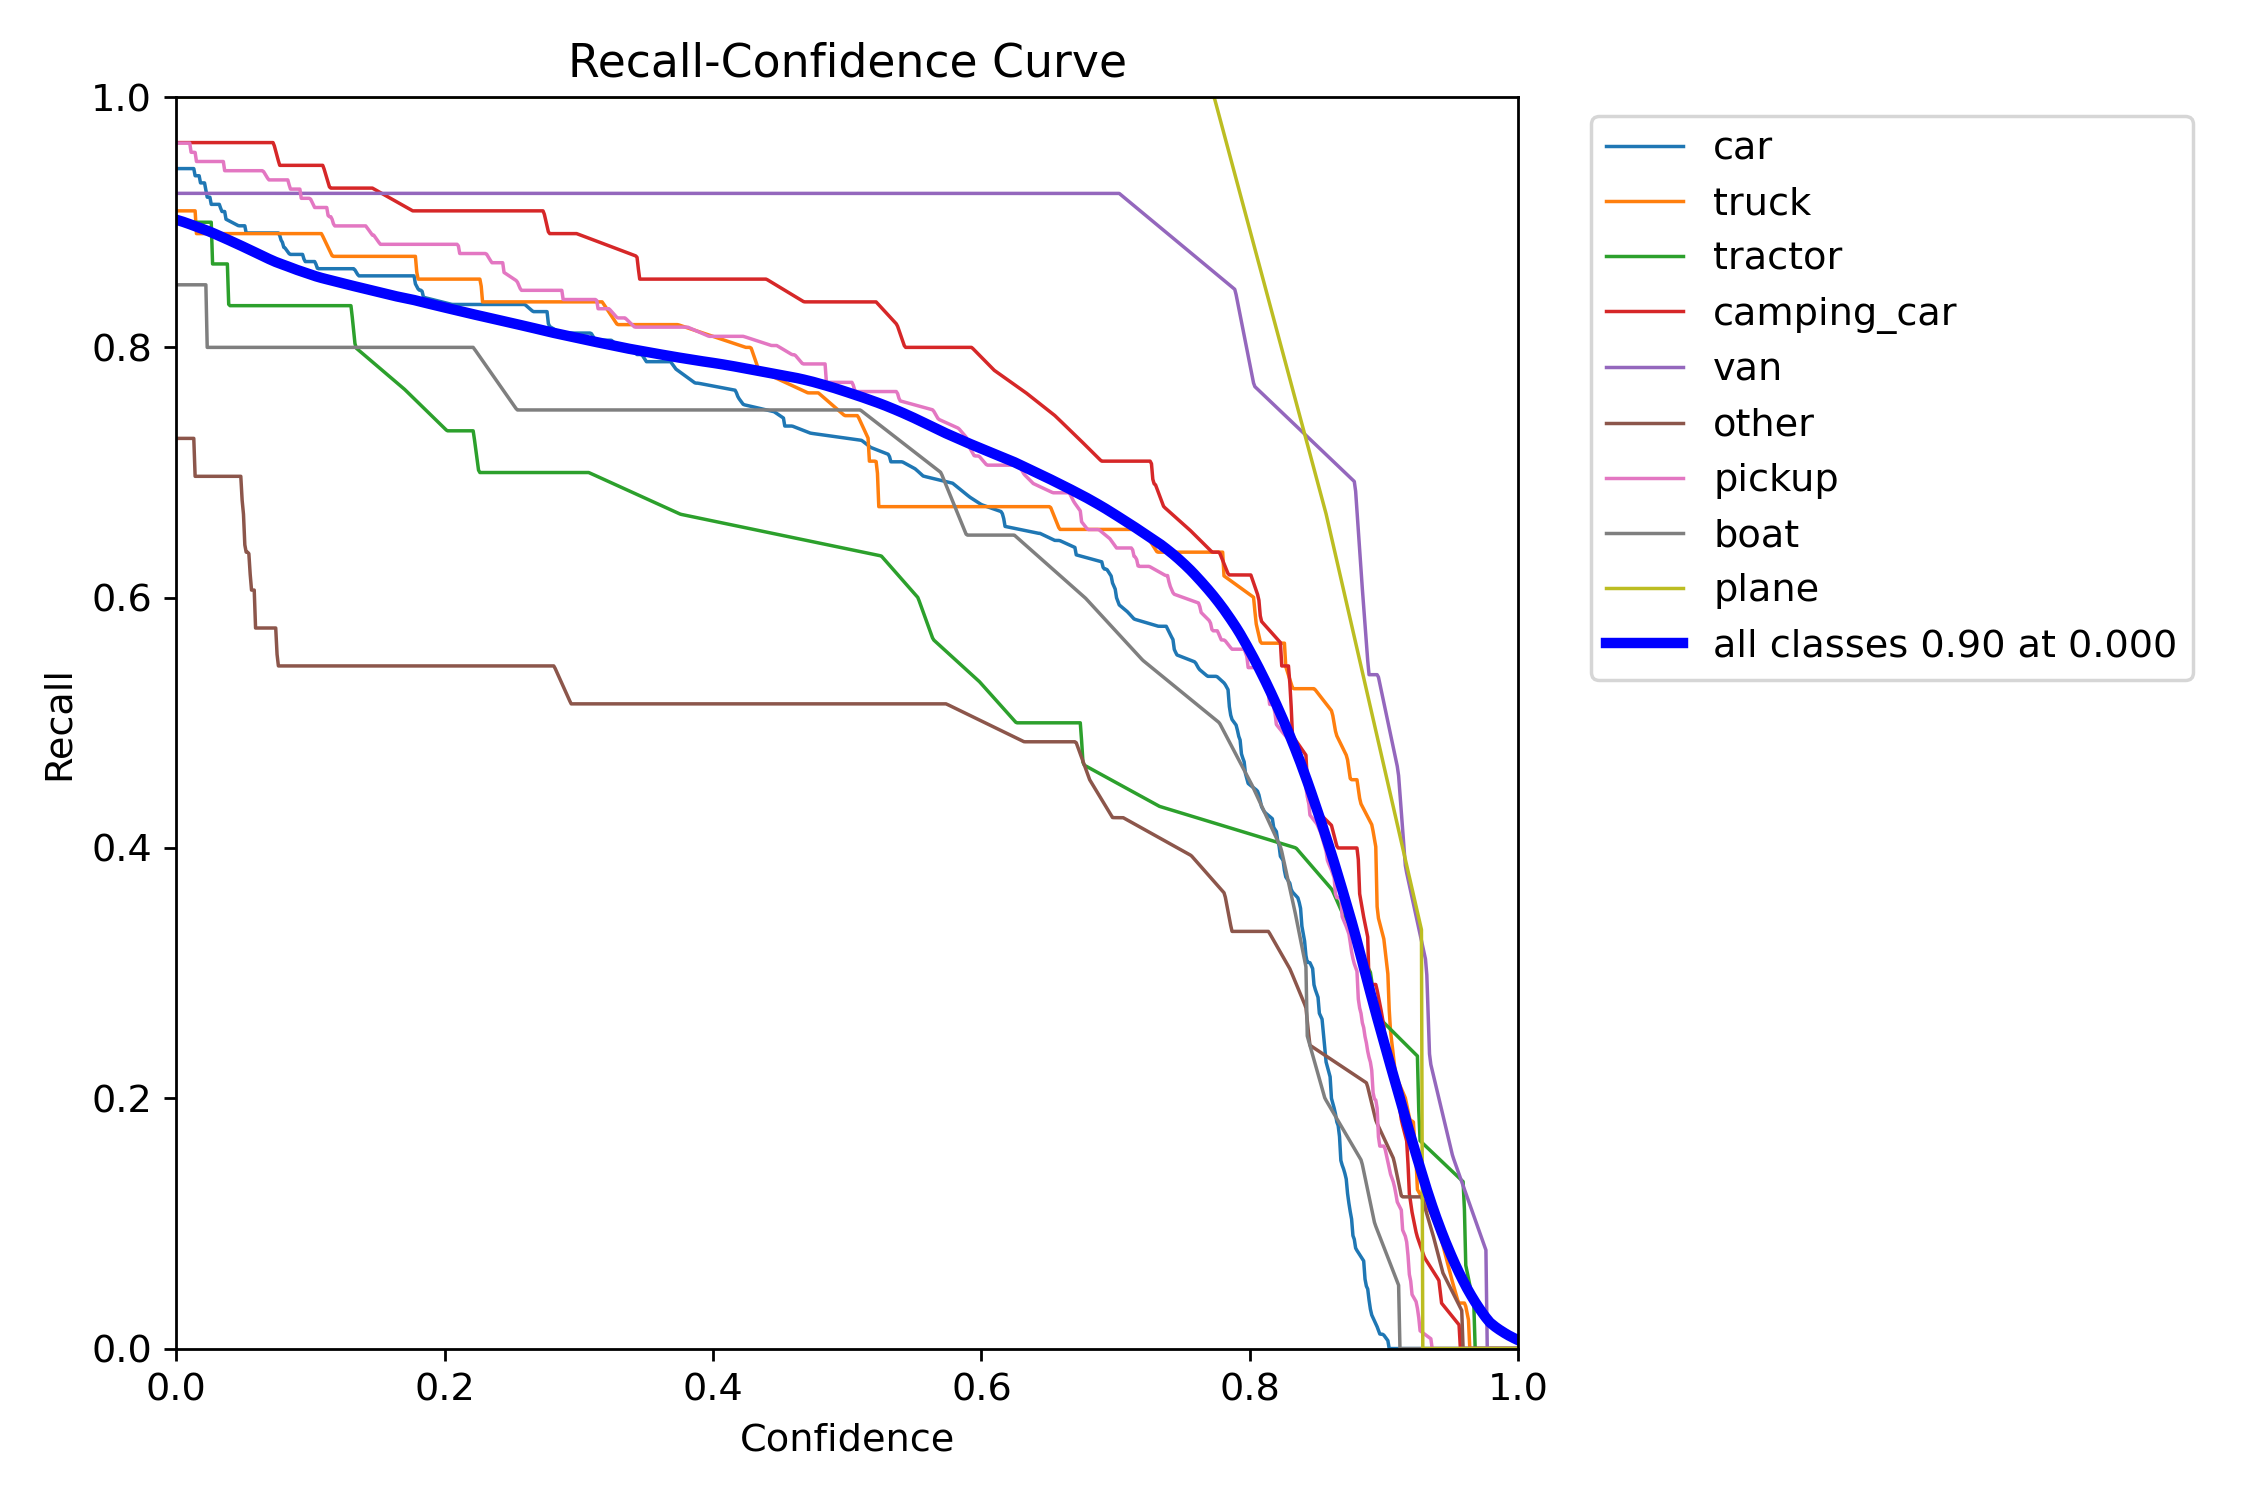 Recall-Confidence Curve
1.0
0.8
0.6
0.4
0.2
0.0
Recall
0.0 0.2 0.4 0.6 0.8 1.0
Confidence
car
truck
tractor
camping_car
van
other
pickup
boat
plane
all classes 0.90 at 0.000